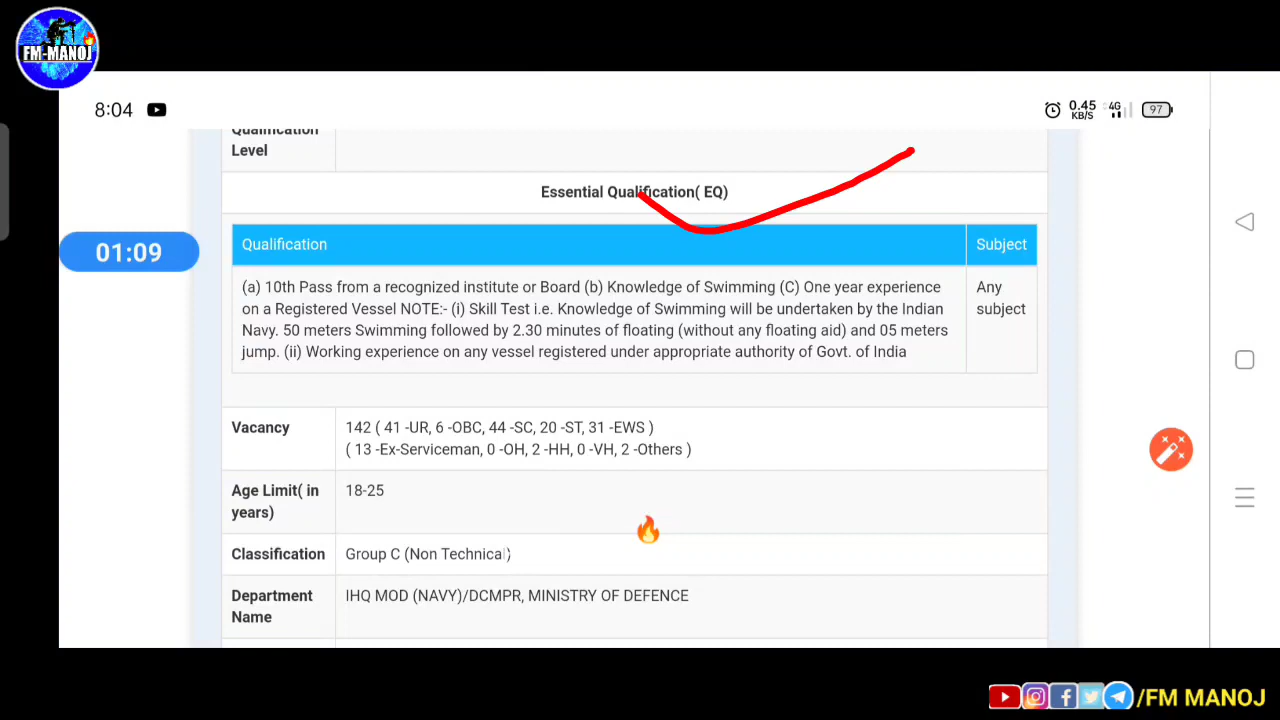 FM-MANOJ
8:04
0.45
KB/S
4G
97
Qualification
Level
Essential Qualification( EQ)
01:09
Qualification Subject
(a) 10th Pass from a recognized institute or Board (b) Knowledge of Swimming (C) One year experience
on a Registered Vessel NOTE:- (i) Skill Test i.e. Knowledge of Swimming will be undertaken by the Indian
Navy. 50 meters Swimming followed by 2.30 minutes of floating (without any floating aid) and 05 meters
jump. (ii) Working experience on any vessel registered under appropriate authority of Govt. of India
Any
subject
Vacancy
142 ( 41 -UR, 6 -OBC, 44 -SC, 20 -ST, 31 -EWS )
( 13 -Ex-Serviceman, 0 -OH, 2 -HH, 0 -VH, 2 -Others )
Age Limit( in
years)
18-25
Classification
Group C (Non Technical)
Department
Name
IHQ MOD (NAVY)/DCMPR, MINISTRY OF DEFENCE
/FM MANOJ